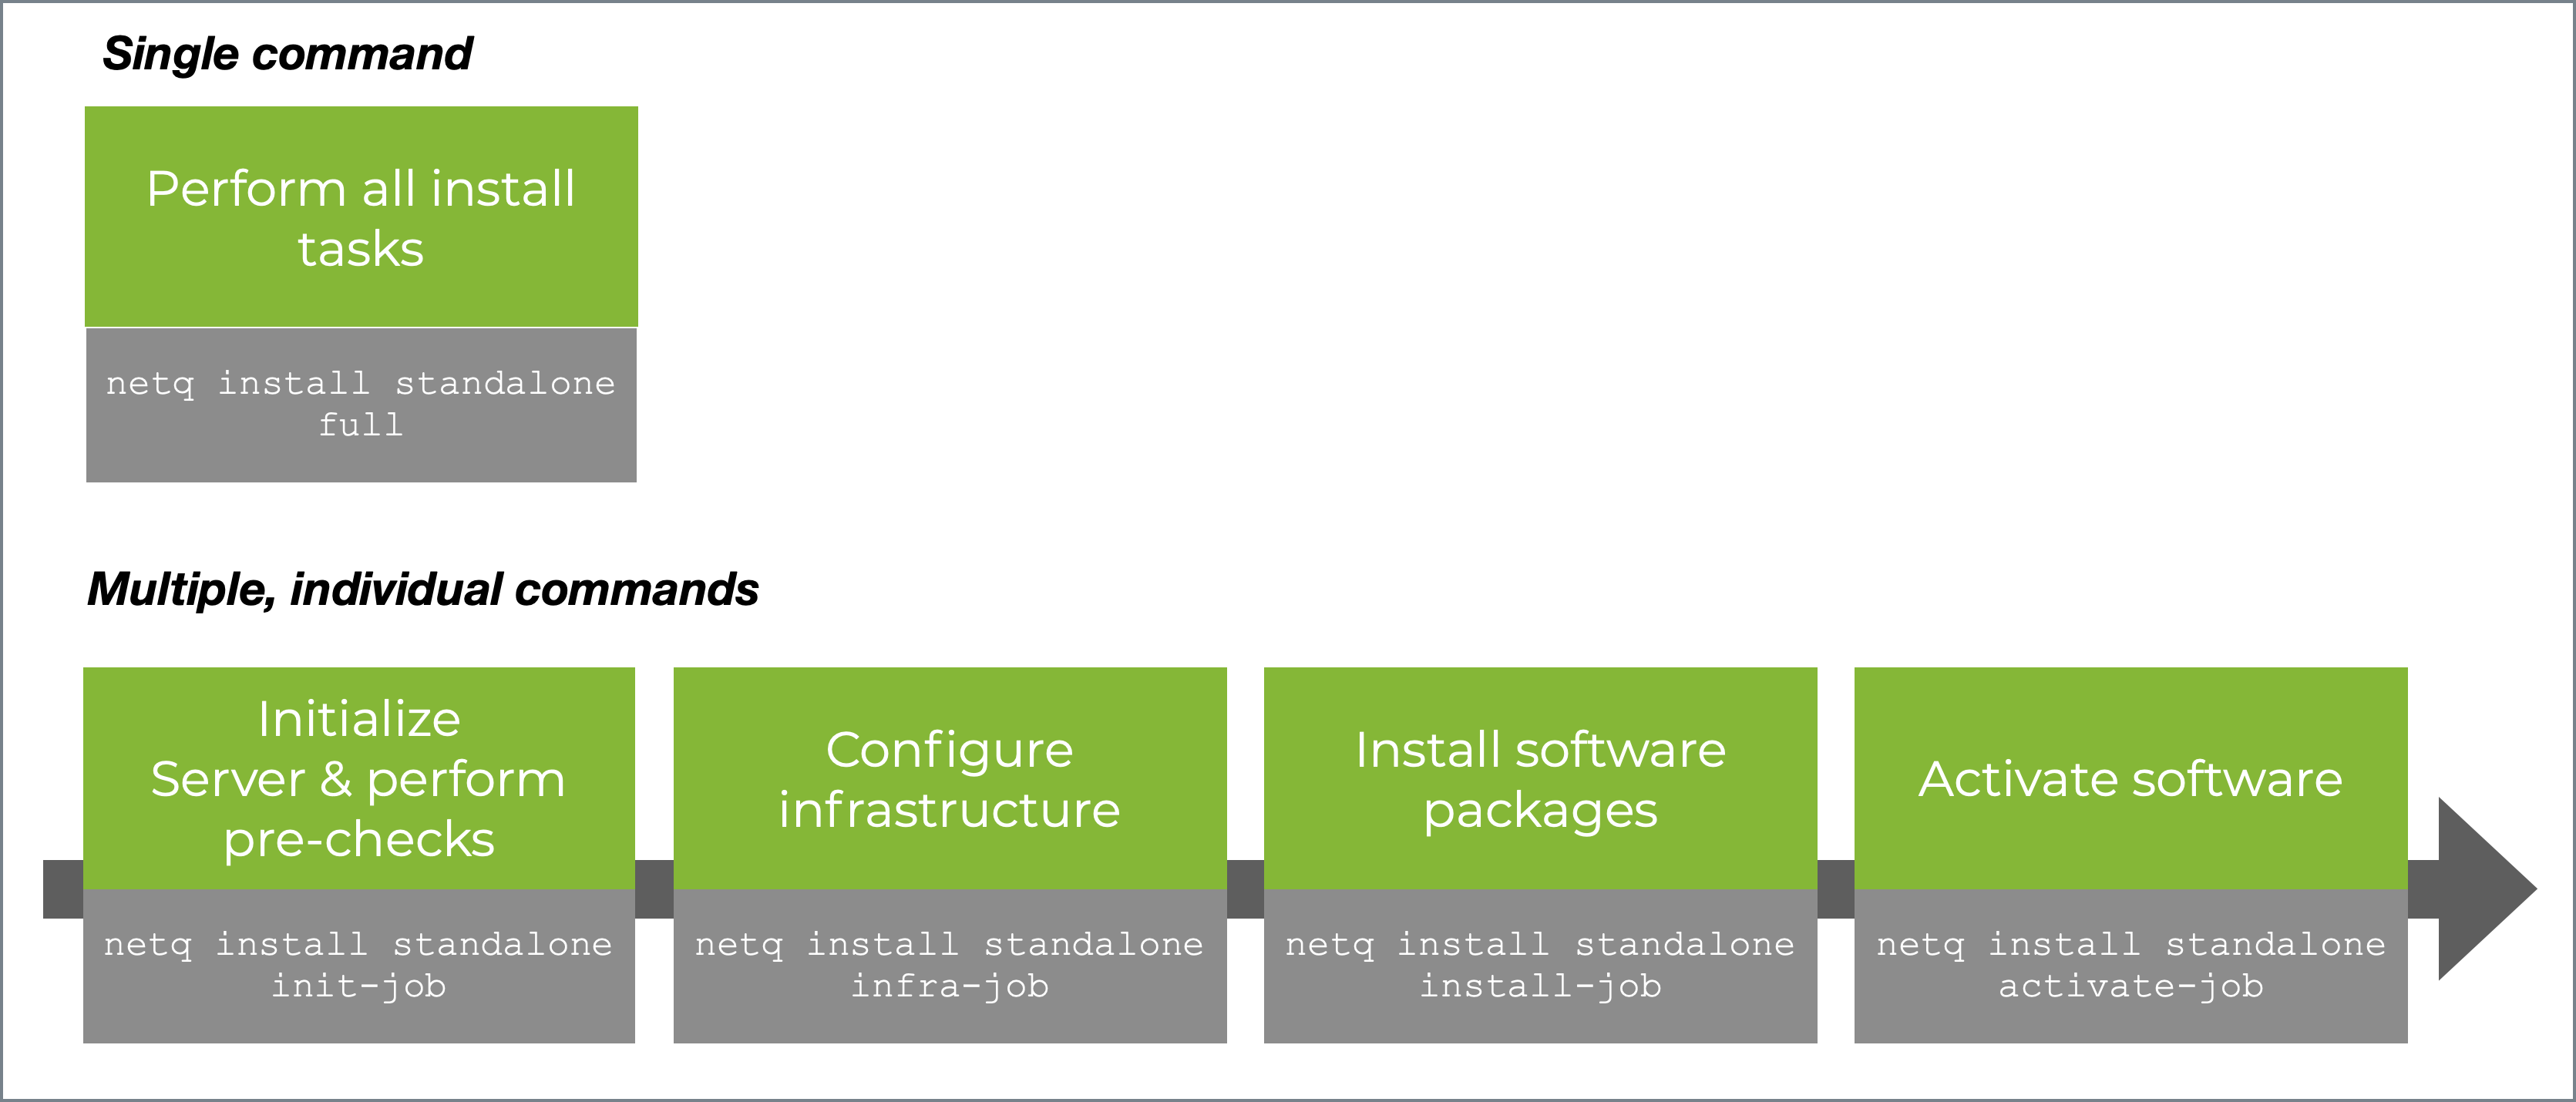 Single command
Perform all install
tasks
netq install standalone
full
Multiple, individual commands
Initialize
Server & perform
pre-checks
netq install standalone
init-job
Configure
infrastructure
netq install standalone
infra-job
Install software
packages
netq install standalone
install-job
Activate software
netq install standalone
activate-job